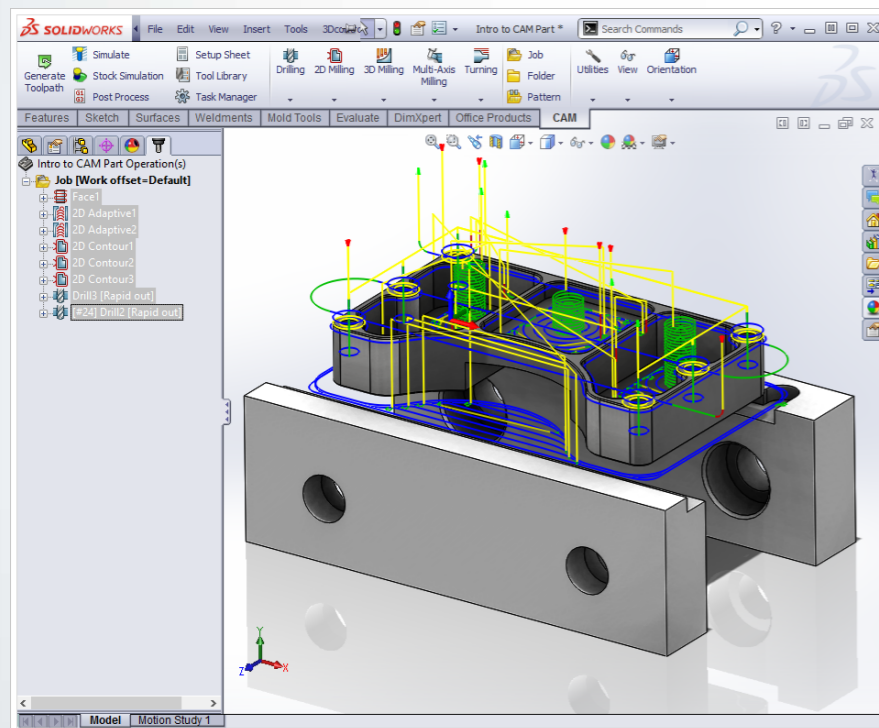 SOLIDWORKS File Edit View Insert Tools Intro to CAM Part * Search Commands
Generate Toolpath
Simulate
Stock Simulation
Post Process
Setup Sheet
Tool Library
Task Manager
Drilling
2D Milling
3D Milling
Multi-Axis Milling
Turning
Job
Folder
Pattern
Utilities
View
Orientation
Features Sketch Surfaces Weldments Mold Tools Evaluate DimXpert Office Products CAM
Intro to CAM Part Operation(s)
Job [Work offset=Default]
Face1
2D Adaptive1
2D Adaptive2
2D Contour1
2D Contour2
2D Contour3
Drill3 [Rapid out]
[#24] Drill2 [Rapid out]
Y
Z X
Model Motion Study 1